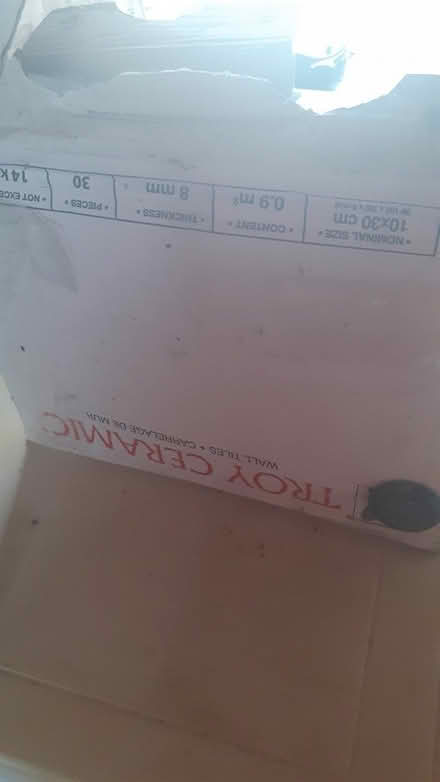 TROY CERAMIC
WALL TILES • CARRELAGE DE MUR
• NOMINAL SIZE • • CONTENT • • THICKNESS • • PIECES • • NOT EXCE
10x30 cm 0.9 m² 8 mm 30 14 k